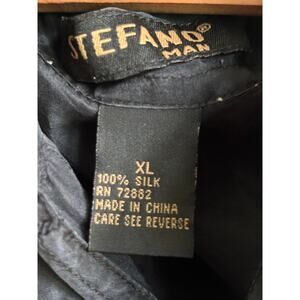 STEFANO®
MAN
XL
100% SILK
RN 72882
MADE IN CHINA
CARE SEE REVERSE